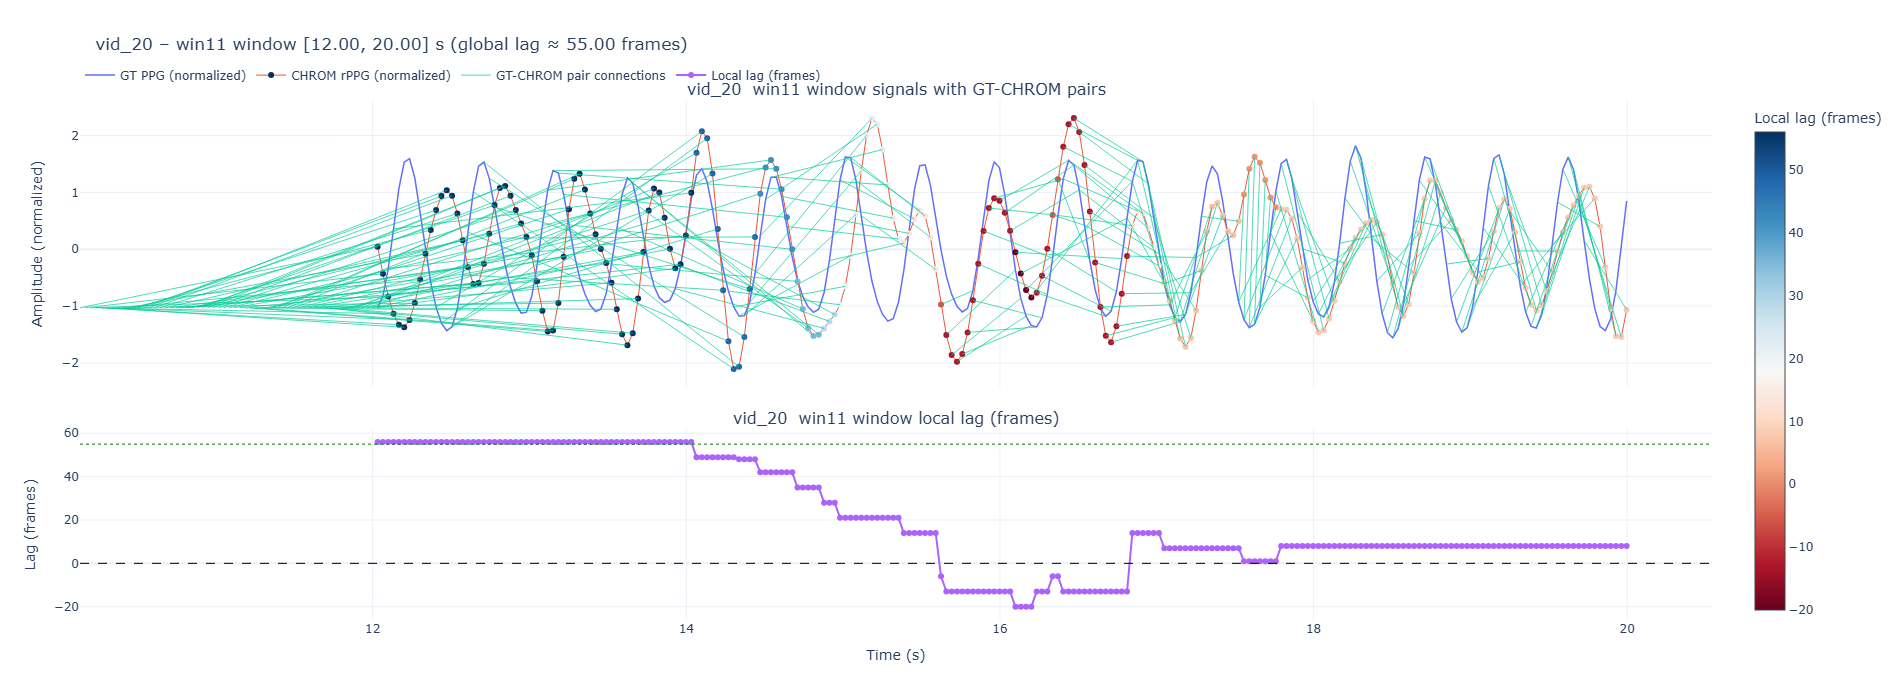 vid_20 – win11 window [12.00, 20.00] s (global lag ≈ 55.00 frames)
GT PPG (normalized) CHROM rPPG (normalized) GT-CHROM pair connections Local lag (frames)
vid_20 win11 window signals with GT-CHROM pairs
Amplitude (normalized)
2
1
0
−1
−2
Local lag (frames)
50
40
30
20
10
0
−10
−20
vid_20 win11 window local lag (frames)
Lag (frames)
60
40
20
0
−20
12 14 16 18 20
Time (s)